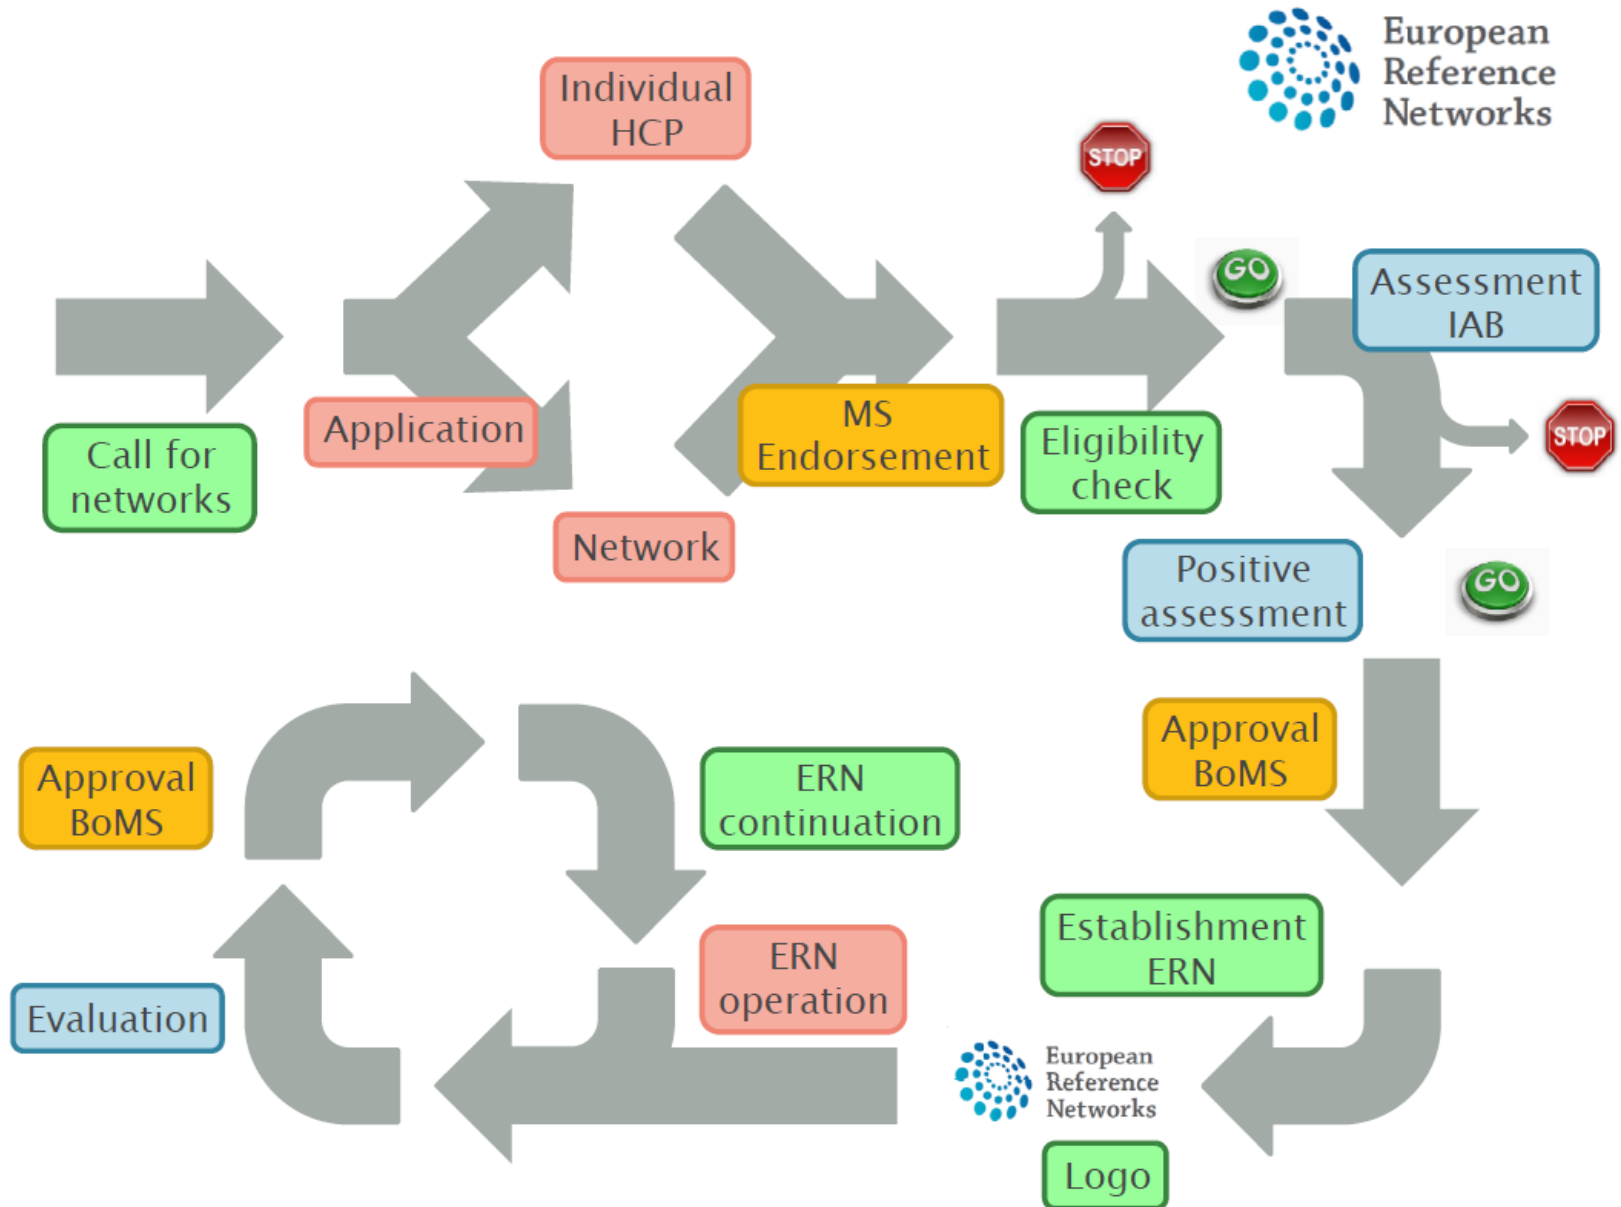 European
Reference
Networks
Individual
HCP
STOP
GO
Assessment
IAB
Call for
networks
Application
MS
Endorsement
Eligibility
check
STOP
Network
Positive
assessment
GO
Approval
BoMS
Approval
BoMS
ERN
continuation
Establishment
ERN
ERN
operation
Evaluation
European
Reference
Networks
Logo